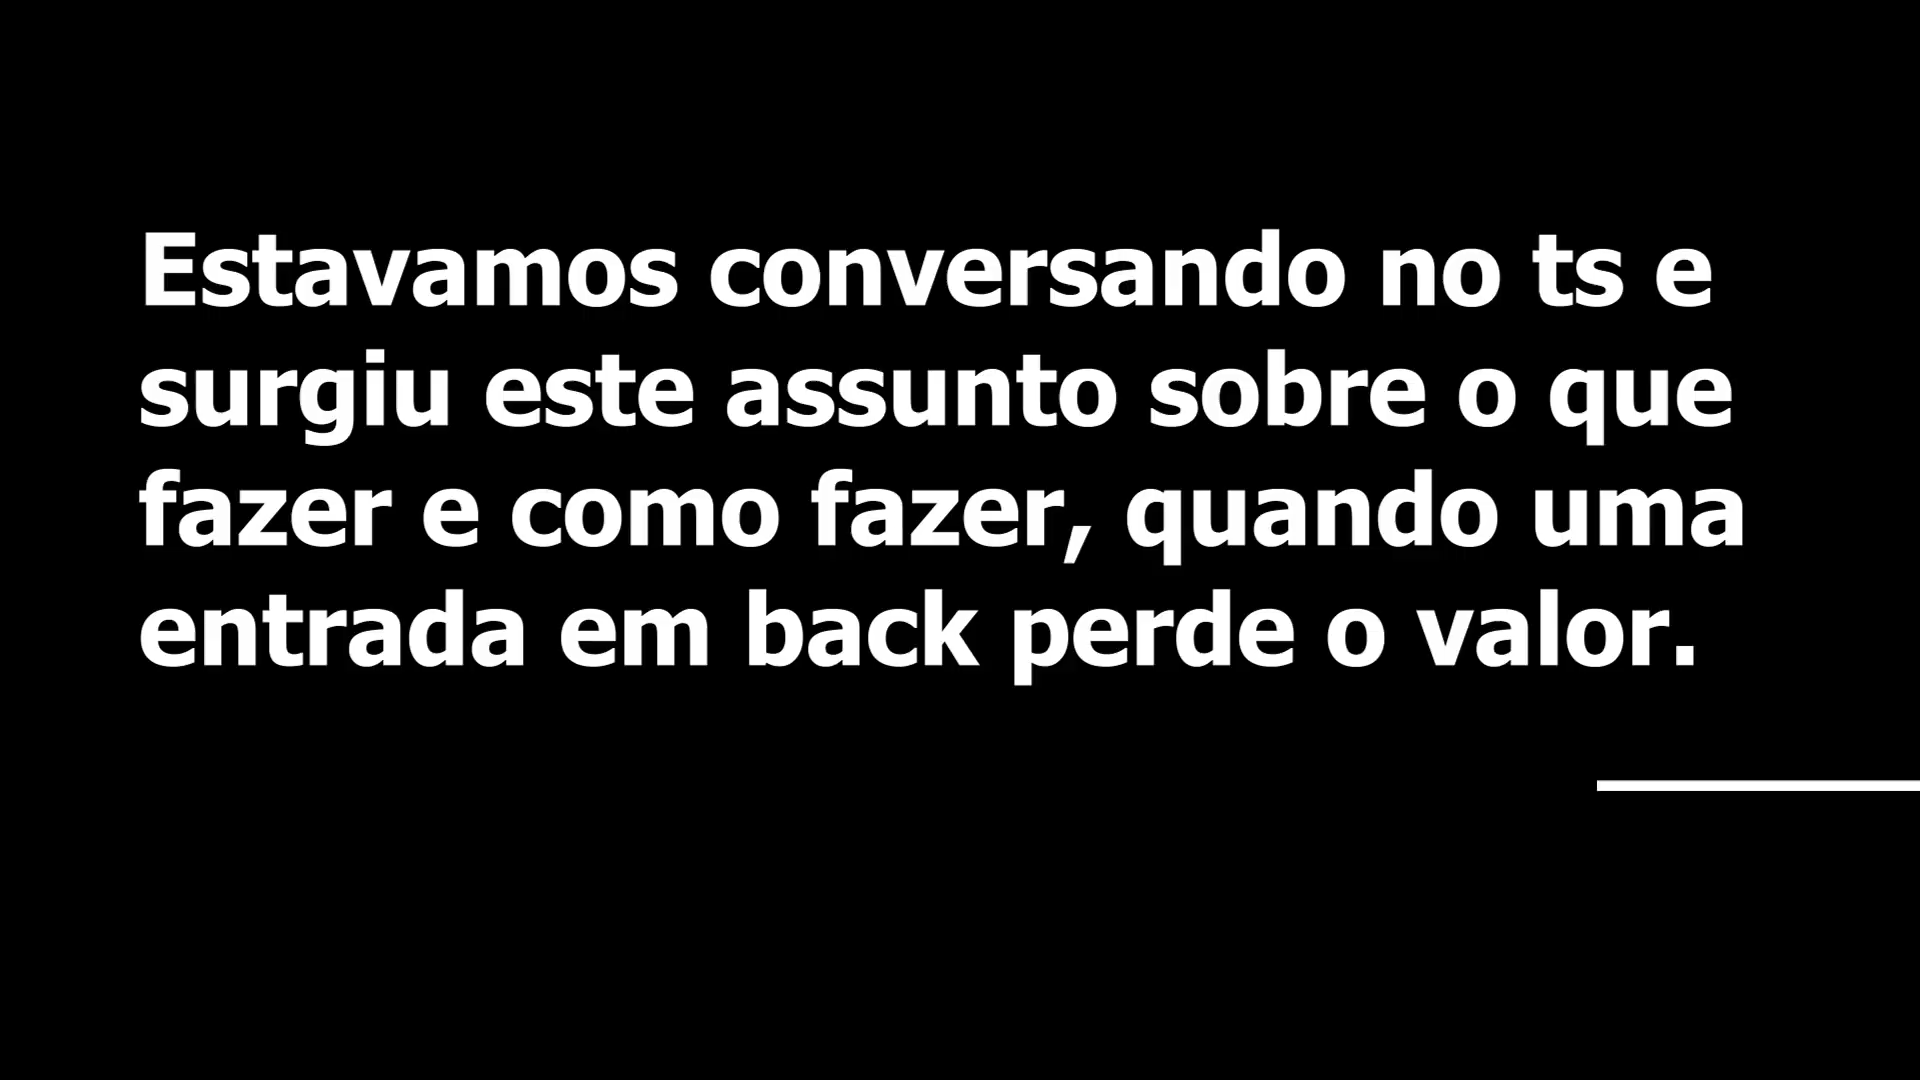 Estavamos conversando no ts e
surgiu este assunto sobre o que
fazer e como fazer, quando uma
entrada em back perde o valor.